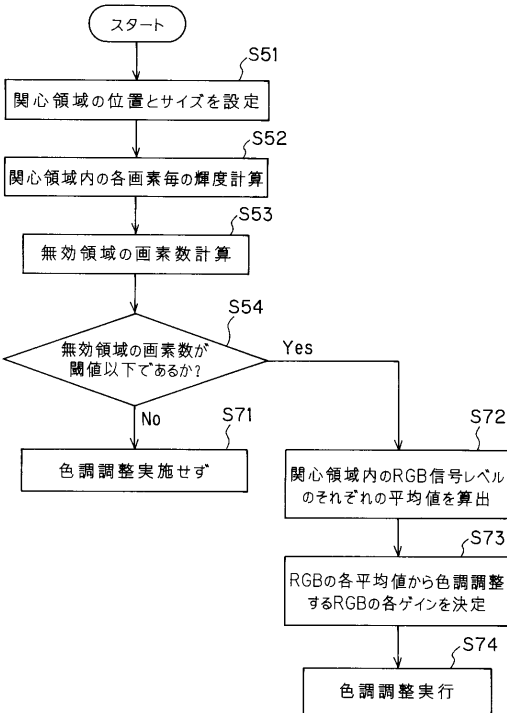 スタート
S51
関心領域の位置とサイズを設定
S52
関心領域内の各画素毎の輝度計算
S53
無効領域の画素数計算
S54
無効領域の画素数が
閾値以下であるか?
Yes
No
S71
色調調整実施せず
S72
関心領域内のRGB信号レベル
のそれぞれの平均値を算出
S73
RGBの各平均値から色調調整
するRGBの各ゲインを決定
S74
色調調整実行